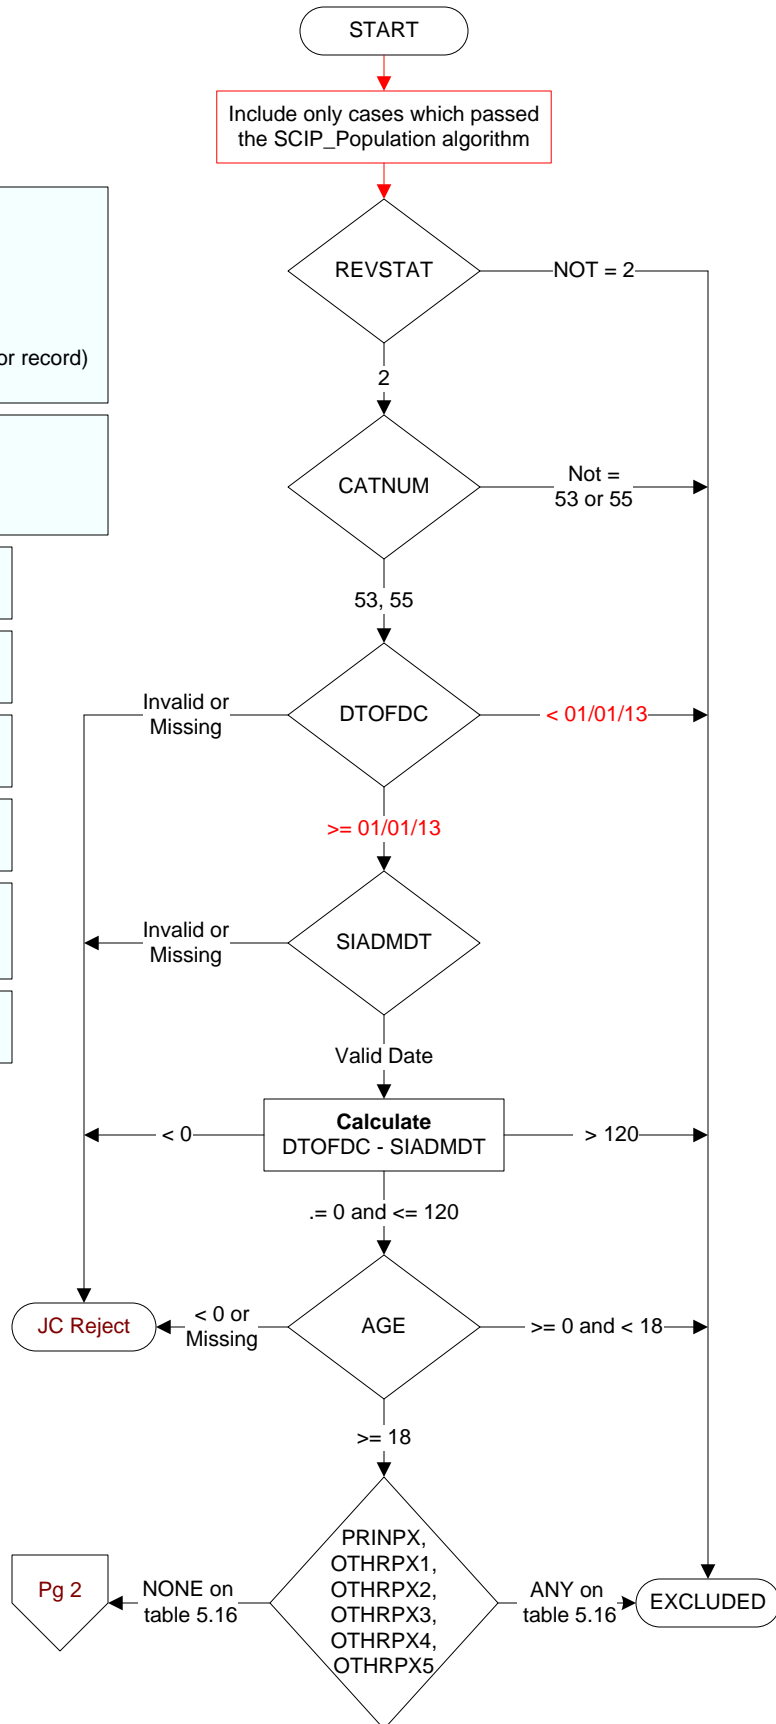 START
Include only cases which passed
the SCIP_Population algorithm
REVSTAT
NOT = 2
or record)
2
CATNUM
Not =
53 or 55
53, 55
Invalid or
Missing
DTOFDC
< 01/01/13
>= 01/01/13
Invalid or
Missing
SIADMDT
Valid Date
< 0
Calculate
DTOFDC - SIADMDT
> 120
.= 0 and <= 120
JC Reject
< 0 or
Missing
AGE
>= 0 and < 18
>= 18
Pg 2
NONE on
table 5.16
PRINPX,
OTHRPX1,
OTHRPX2,
OTHRPX3,
OTHRPX4,
OTHRPX5
ANY on
table 5.16
EXCLUDED